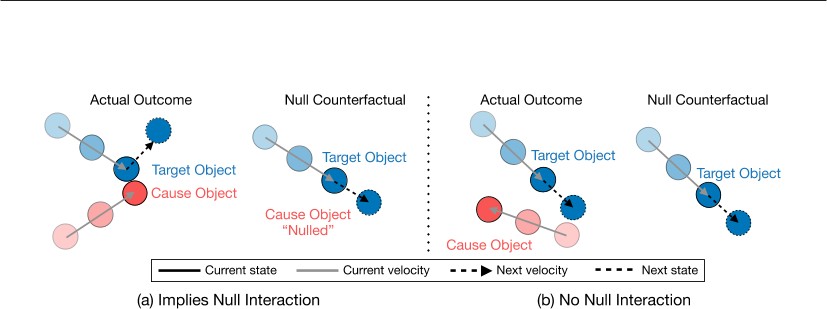 Actual Outcome
Null Counterfactual
Target Object
Cause Object
Target Object
Cause Object
"Nulled"
Actual Outcome
Null Counterfactual
Target Object
Cause Object
Target Object
Current state
Current velocity
Next velocity
Next state
(a) Implies Null Interaction
(b) No Null Interaction